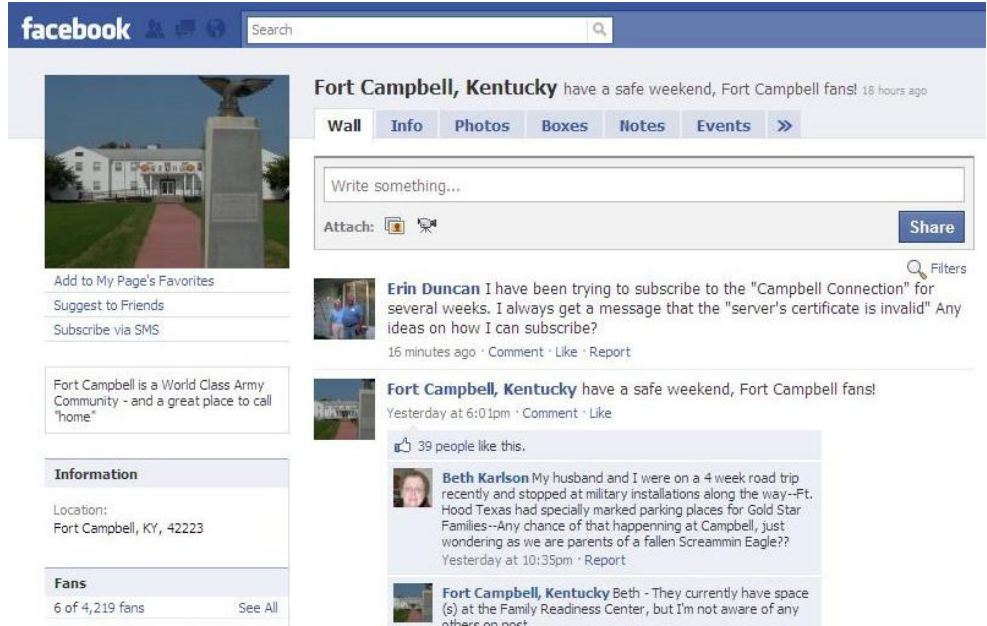 facebook
Search
Fort Campbell, Kentucky have a safe weekend, Fort Campbell fans! 18 hours ago
Wall Info Photos Boxes Notes Events »
Write something...
Attach:
Share
Filters
Add to My Page's Favorites
Suggest to Friends
Subscribe via SMS
Fort Campbell is a World Class Army
Community - and a great place to call
"home"
Information
Location:
Fort Campbell, KY, 42223
Fans
6 of 4,219 fans See All
Erin Duncan I have been trying to subscribe to the "Campbell Connection" for
several weeks. I always get a message that the "server's certificate is invalid" Any
ideas on how I can subscribe?
16 minutes ago · Comment · Like · Report
Fort Campbell, Kentucky have a safe weekend, Fort Campbell fans!
Yesterday at 6:01pm · Comment · Like
39 people like this.
Beth Karlson My husband and I were on a 4 week road trip
recently and stopped at military installations along the way--Ft.
Hood Texas had specially marked parking places for Gold Star
Families--Any chance of that happenning at Campbell, just
wondering as we are parents of a fallen Screammin Eagle??
Yesterday at 10:35pm · Report
Fort Campbell, Kentucky Beth - They currently have space
(s) at the Family Readiness Center, but I'm not aware of any
others on post